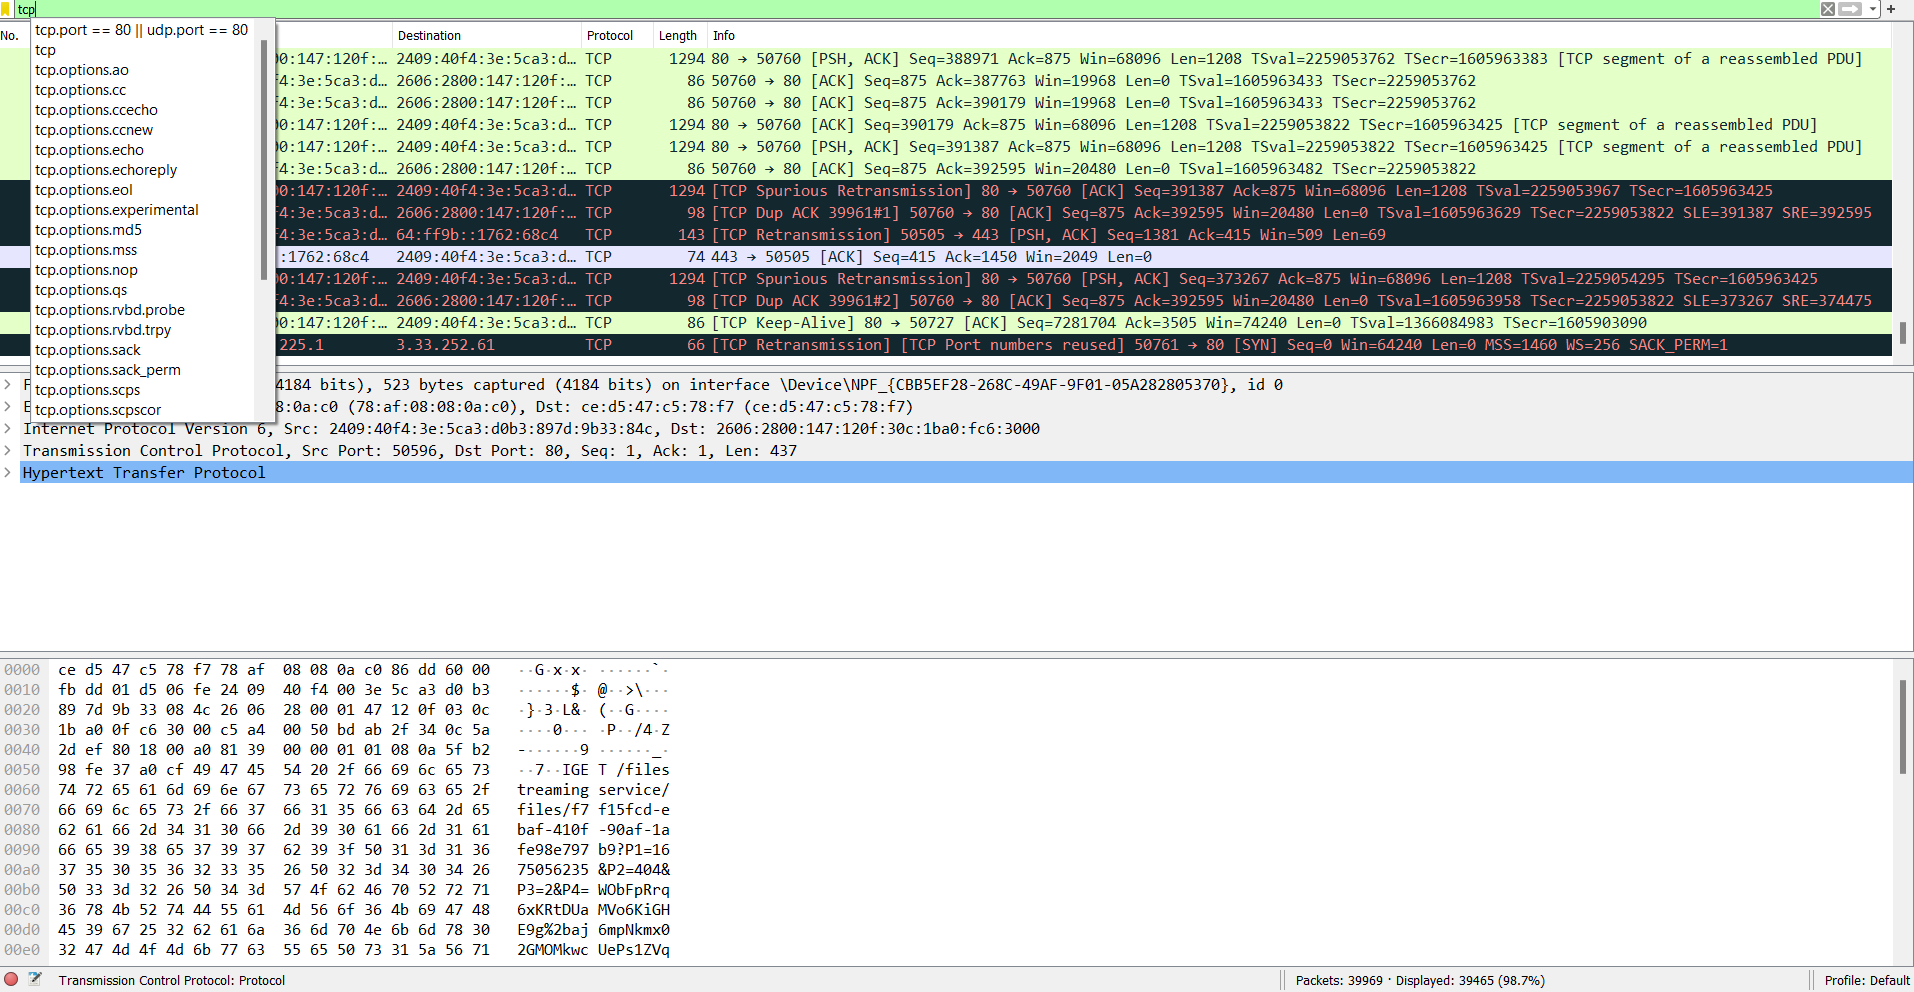 tcp
No. Destination Protocol Length Info
tcp.port == 80 || udp.port == 80
tcp
tcp.options.ao
tcp.options.cc
tcp.options.ccecho
tcp.options.ccnew
tcp.options.echo
tcp.options.echoreply
tcp.options.eol
tcp.options.experimental
tcp.options.md5
tcp.options.mss
tcp.options.nop
tcp.options.qs
tcp.options.rvbd.probe
tcp.options.rvbd.trpy
tcp.options.sack
tcp.options.sack_perm
tcp.options.scps
tcp.options.scpscor
00:147:120f:… 2409:40f4:3e:5ca3:d… TCP 1294 80 → 50760 [PSH, ACK] Seq=388971 Ack=875 Win=68096 Len=1208 TSval=2259053762 TSecr=1605963383 [TCP segment of a reassembled PDU]
f4:3e:5ca3:d… 2606:2800:147:120f:… TCP 86 50760 → 80 [ACK] Seq=875 Ack=387763 Win=19968 Len=0 TSval=1605963433 TSecr=2259053762
f4:3e:5ca3:d… 2606:2800:147:120f:… TCP 86 50760 → 80 [ACK] Seq=875 Ack=390179 Win=19968 Len=0 TSval=1605963433 TSecr=2259053762
00:147:120f:… 2409:40f4:3e:5ca3:d… TCP 1294 80 → 50760 [ACK] Seq=390179 Ack=875 Win=68096 Len=1208 TSval=2259053822 TSecr=1605963425 [TCP segment of a reassembled PDU]
00:147:120f:… 2409:40f4:3e:5ca3:d… TCP 1294 80 → 50760 [PSH, ACK] Seq=391387 Ack=875 Win=68096 Len=1208 TSval=2259053822 TSecr=1605963425 [TCP segment of a reassembled PDU]
f4:3e:5ca3:d… 2606:2800:147:120f:… TCP 86 50760 → 80 [ACK] Seq=875 Ack=392595 Win=20480 Len=0 TSval=1605963482 TSecr=2259053822
00:147:120f:… 2409:40f4:3e:5ca3:d… TCP 1294 [TCP Spurious Retransmission] 80 → 50760 [ACK] Seq=391387 Ack=875 Win=68096 Len=1208 TSval=2259053967 TSecr=1605963425
f4:3e:5ca3:d… 2606:2800:147:120f:… TCP 98 [TCP Dup ACK 39961#1] 50760 → 80 [ACK] Seq=875 Ack=392595 Win=20480 Len=0 TSval=1605963629 TSecr=2259053822 SLE=391387 SRE=392595
f4:3e:5ca3:d… 64:ff9b::1762:68c4 TCP 143 [TCP Retransmission] 50505 → 443 [PSH, ACK] Seq=1381 Ack=415 Win=509 Len=69
::1762:68c4 2409:40f4:3e:5ca3:d… TCP 74 443 → 50505 [ACK] Seq=415 Ack=1450 Win=2049 Len=0
00:147:120f:… 2409:40f4:3e:5ca3:d… TCP 1294 [TCP Spurious Retransmission] 80 → 50760 [PSH, ACK] Seq=373267 Ack=875 Win=68096 Len=1208 TSval=2259054295 TSecr=1605963425
f4:3e:5ca3:d… 2606:2800:147:120f:… TCP 98 [TCP Dup ACK 39961#2] 50760 → 80 [ACK] Seq=875 Ack=392595 Win=20480 Len=0 TSval=1605963958 TSecr=2259053822 SLE=373267 SRE=374475
00:147:120f:… 2409:40f4:3e:5ca3:d… TCP 86 [TCP Keep-Alive] 80 → 50727 [ACK] Seq=7281704 Ack=3505 Win=74240 Len=0 TSval=1366084983 TSecr=1605903090
225.1 3.33.252.61 TCP 66 [TCP Retransmission] [TCP Port numbers reused] 50761 → 80 [SYN] Seq=0 Win=64240 Len=0 MSS=1460 WS=256 SACK_PERM=1
(4184 bits), 523 bytes captured (4184 bits) on interface \Device\NPF_{CBB5EF28-268C-49AF-9F01-05A282805370}, id 0
8:0a:c0 (78:af:08:08:0a:c0), Dst: ce:d5:47:c5:78:f7 (ce:d5:47:c5:78:f7)
Internet Protocol Version 6, Src: 2409:40f4:3e:5ca3:d0b3:897d:9b33:84c, Dst: 2606:2800:147:120f:30c:1ba0:fc6:3000
Transmission Control Protocol, Src Port: 50596, Dst Port: 80, Seq: 1, Ack: 1, Len: 437
Hypertext Transfer Protocol
0000 ce d5 47 c5 78 f7 78 af 08 08 0a c0 86 dd 60 00 ··G·x·x· ······`·
0010 fb dd 01 d5 06 fe 24 09 40 f4 00 3e 5c a3 d0 b3 ······$· @··>\···
0020 89 7d 9b 33 08 4c 26 06 28 00 01 47 12 0f 03 0c ·}·3·L&· (··G····
0030 1b a0 0f c6 30 00 c5 a4 00 50 bd ab 2f 34 0c 5a ····0··· ·P··/4·Z
0040 2d ef 80 18 00 a0 81 39 00 00 01 01 08 0a 5f b2 -······9 ······_·
0050 98 fe 37 a0 cf 49 47 45 54 20 2f 66 69 6c 65 73 ··7··IGE T /files
0060 74 72 65 61 6d 69 6e 67 73 65 72 76 69 63 65 2f treaming service/
0070 66 69 6c 65 73 2f 66 37 66 31 35 66 63 64 2d 65 files/f7 f15fcd-e
0080 62 61 66 2d 34 31 30 66 2d 39 30 61 66 2d 31 61 baf-410f -90af-1a
0090 66 65 39 38 65 37 39 37 62 39 3f 50 31 3d 31 36 fe98e797 b9?P1=16
00a0 37 35 30 35 36 32 33 35 26 50 32 3d 34 30 34 26 75056235 &P2=404&
00b0 50 33 3d 32 26 50 34 3d 57 4f 62 46 70 52 72 71 P3=2&P4= WObFpRrq
00c0 36 78 4b 52 74 44 55 61 4d 56 6f 36 4b 69 47 48 6xKRtDUa MVo6KiGH
00d0 45 39 67 25 32 62 61 6a 36 6d 70 4e 6b 6d 78 30 E9g%2baj 6mpNkmx0
00e0 32 47 4d 4f 4d 6b 77 63 55 65 50 73 31 5a 56 71 2GMOMkwc UePs1ZVq
Transmission Control Protocol: Protocol Packets: 39969 · Displayed: 39465 (98.7%) Profile: Default